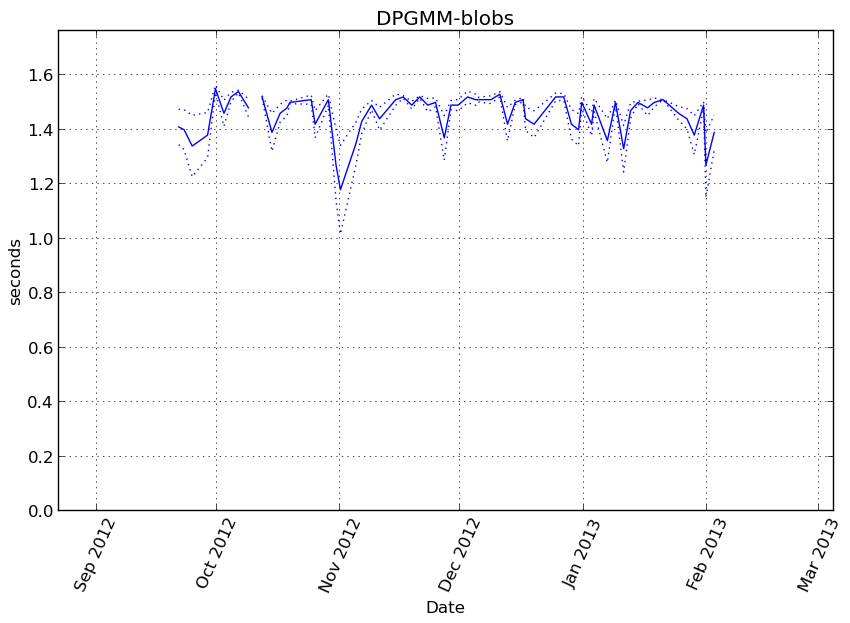 DPGMM-blobs
1.6
1.4
1.2
1.0
0.8
0.6
0.4
0.2
0.0
seconds
Sep 2012
Oct 2012
Nov 2012
Dec 2012
Jan 2013
Feb 2013
Mar 2013
Date